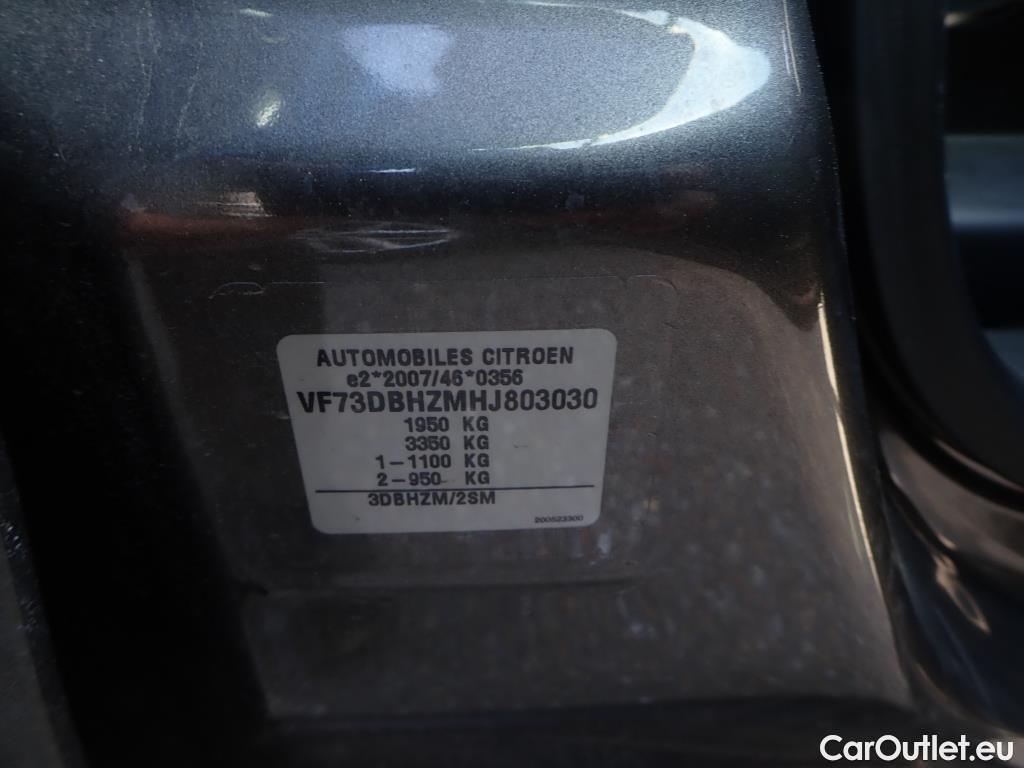 AUTOMOBILES CITROEN
e2*2007/46*0356
VF73DBHZMHJ803030
1950 KG
3350 KG
1-1100 KG
2-950 KG
3DBHZM/2SM
200523300
CarOutlet.eu